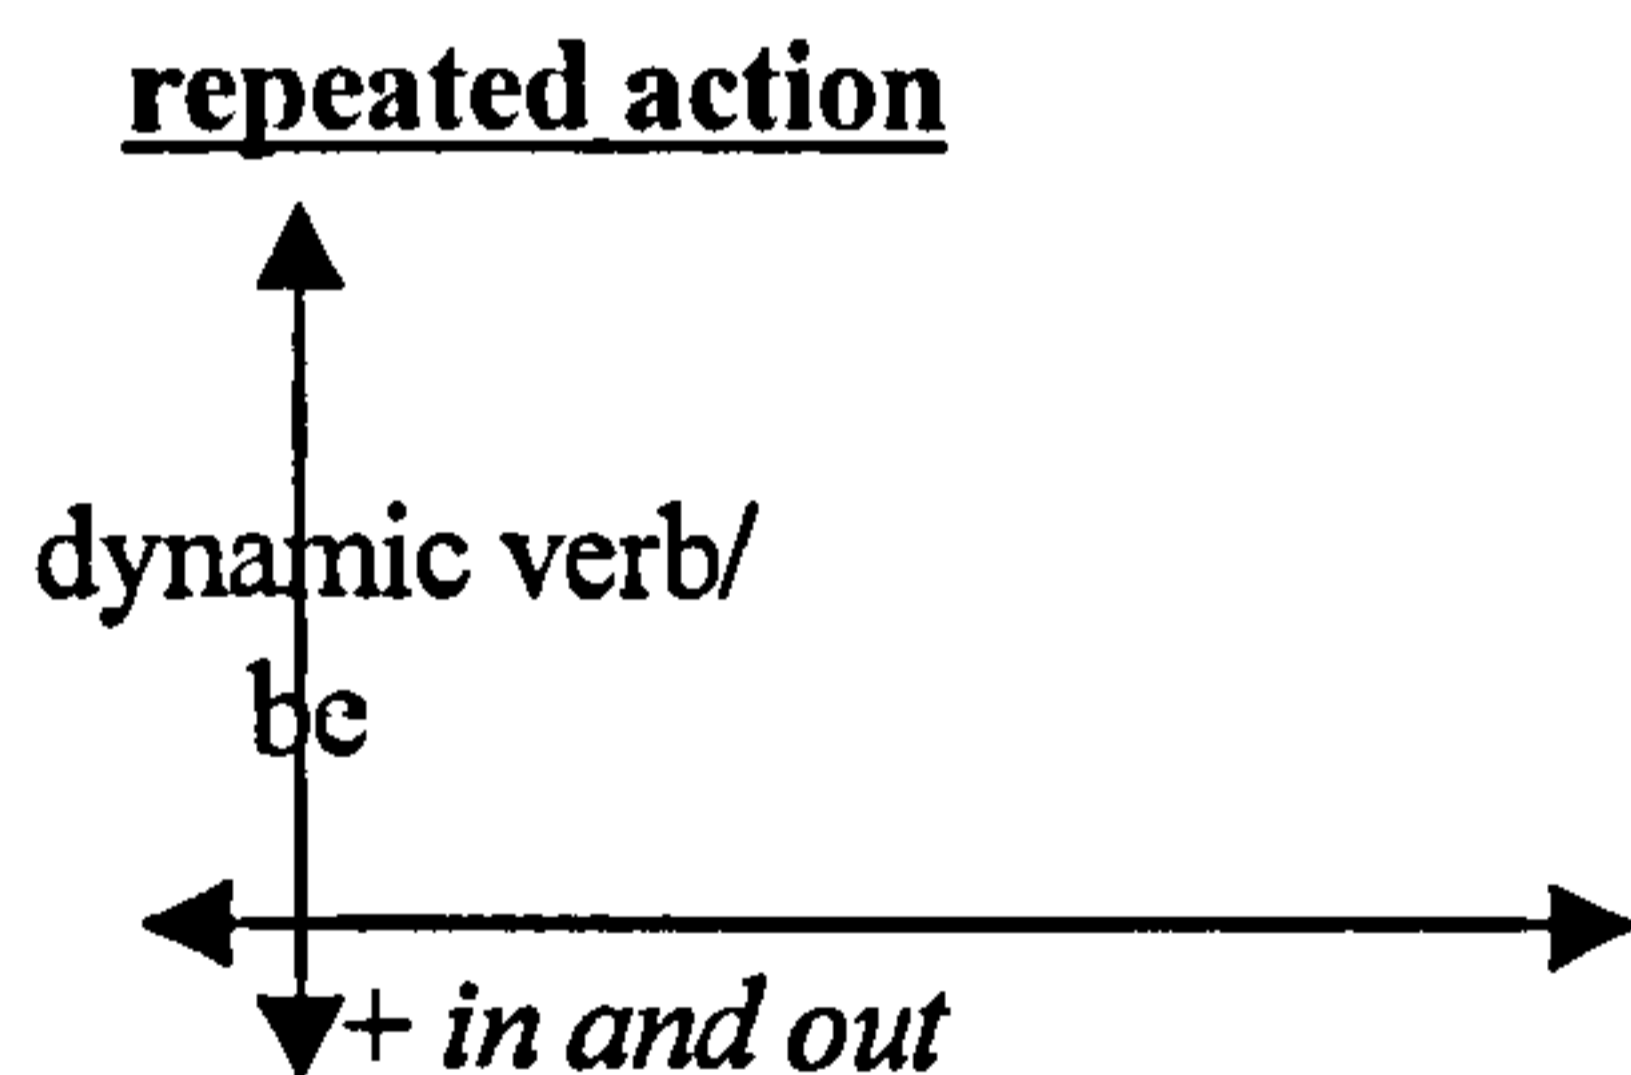 repeated action
dynamic verb/
be
+ in and out